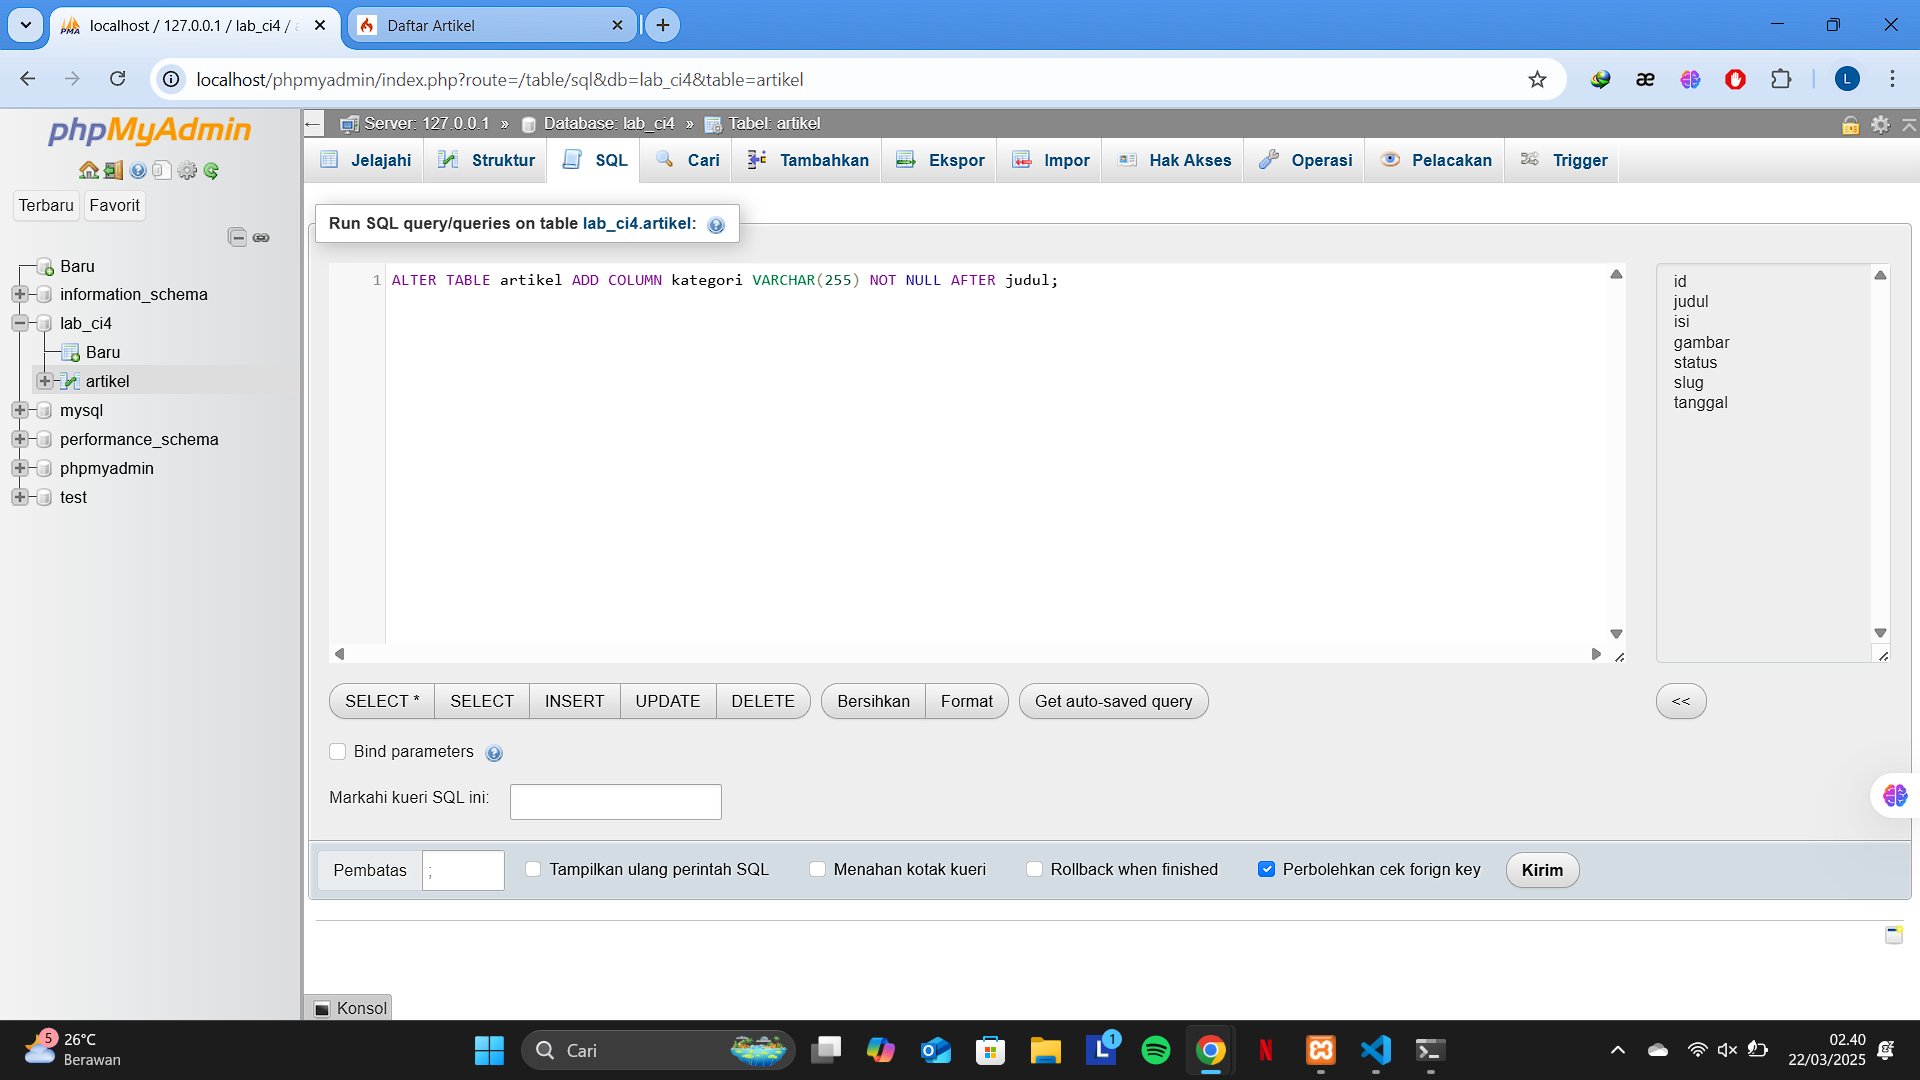 localhost / 127.0.0.1 / lab_ci4 /
Daftar Artikel
localhost/phpmyadmin/index.php?route=/table/sql&db=lab_ci4&table=artikel
æ
L
phpMyAdmin
Terbaru
Favorit
Baru
information_schema
lab_ci4
Baru
artikel
mysql
performance_schema
phpmyadmin
test
Server: 127.0.0.1 » Database: lab_ci4 » Tabel: artikel
Jelajahi
Struktur
SQL
Cari
Tambahkan
Ekspor
Impor
Hak Akses
Operasi
Pelacakan
Trigger
Run SQL query/queries on table lab_ci4.artikel:
1 ALTER TABLE artikel ADD COLUMN kategori VARCHAR(255) NOT NULL AFTER judul;
id
judul
isi
gambar
status
slug
tanggal
SELECT *
SELECT
INSERT
UPDATE
DELETE
Bersihkan
Format
Get auto-saved query
<<
Bind parameters
Markahi kueri SQL ini:
Pembatas
;
Tampilkan ulang perintah SQL
Menahan kotak kueri
Rollback when finished
Perbolehkan cek forign key
Kirim
Konsol
5
26°C
Berawan
Cari
1
02.40
22/03/2025